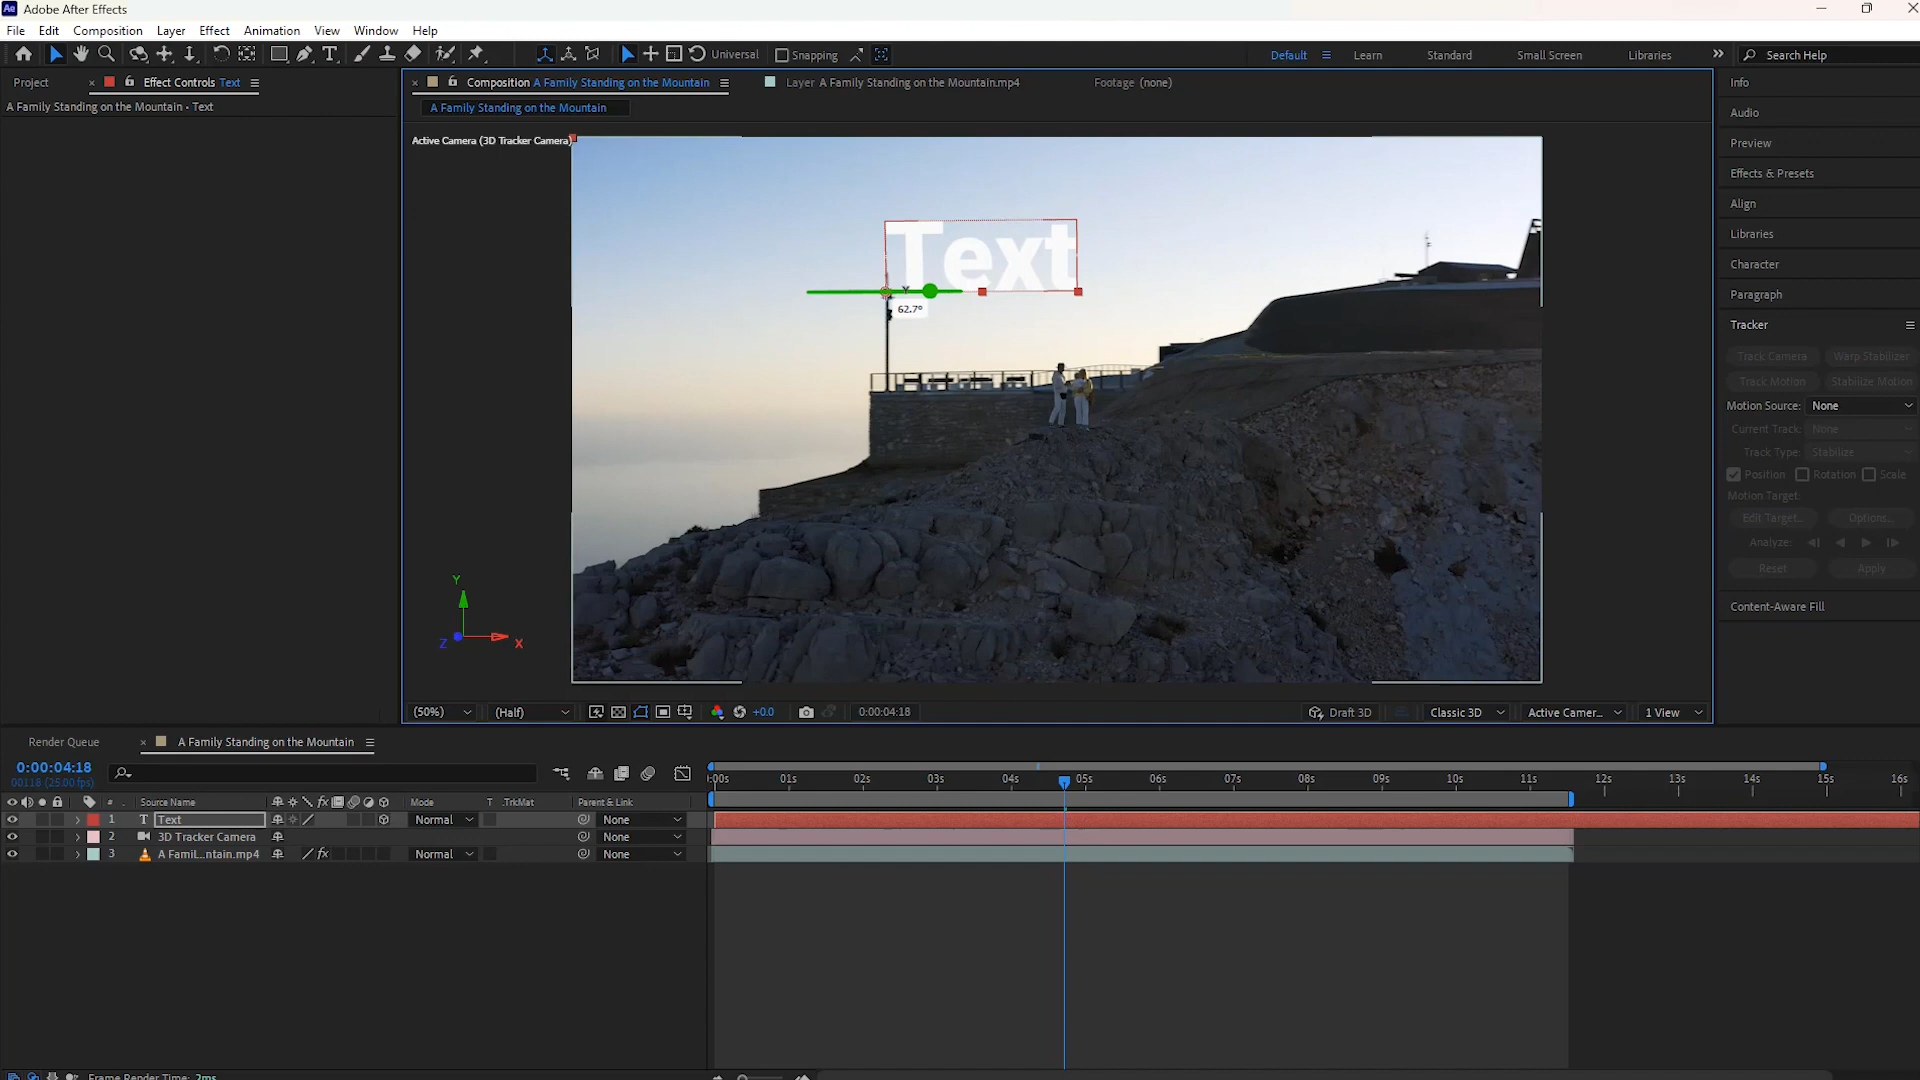 Adobe After Effects
File Edit Composition Layer Effect Animation View Window Help
Universal Snapping Default Learn Standard Small Screen Libraries Search Help
Project Effect Controls Text
A Family Standing on the Mountain • Text
Composition A Family Standing on the Mountain Layer A Family Standing on the Mountain.mp4 Footage (none)
A Family Standing on the Mountain
Active Camera (3D Tracker Camera)
Text
Y
62.7°
Y
Z
X
(50%) (Half) +0.0 0:00:04:18 Draft 3D Classic 3D Active Camer... 1 View
Info
Audio
Preview
Effects & Presets
Align
Libraries
Character
Paragraph
Tracker
Track Camera Warp Stabilizer
Track Motion Stabilize Motion
Motion Source: None
Current Track: None
Track Type: Stabilize
Position Rotation Scale
Motion Target:
Edit Target... Options...
Analyze:
Reset Apply
Content-Aware Fill
Render Queue A Family Standing on the Mountain
0:00:04:18
00118 (25.00 fps)
:00s 01s 02s 03s 04s 05s 06s 07s 08s 09s 10s 11s 12s 13s 14s 15s 16s
# Source Name fx Mode T .TrkMat Parent & Link
1 T Text Normal None
2 3D Tracker Camera None
3 A Famil...ntain.mp4 fx Normal None
Frame Render Time: 2ms